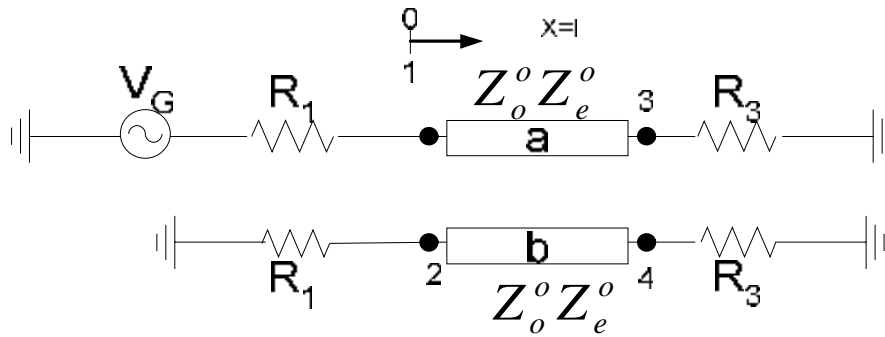 0
X=l
1
V_G
R_1
Z_o^o Z_e^o
3
R_3
a
b
R_1
2
4
R_3
Z_o^o Z_e^o